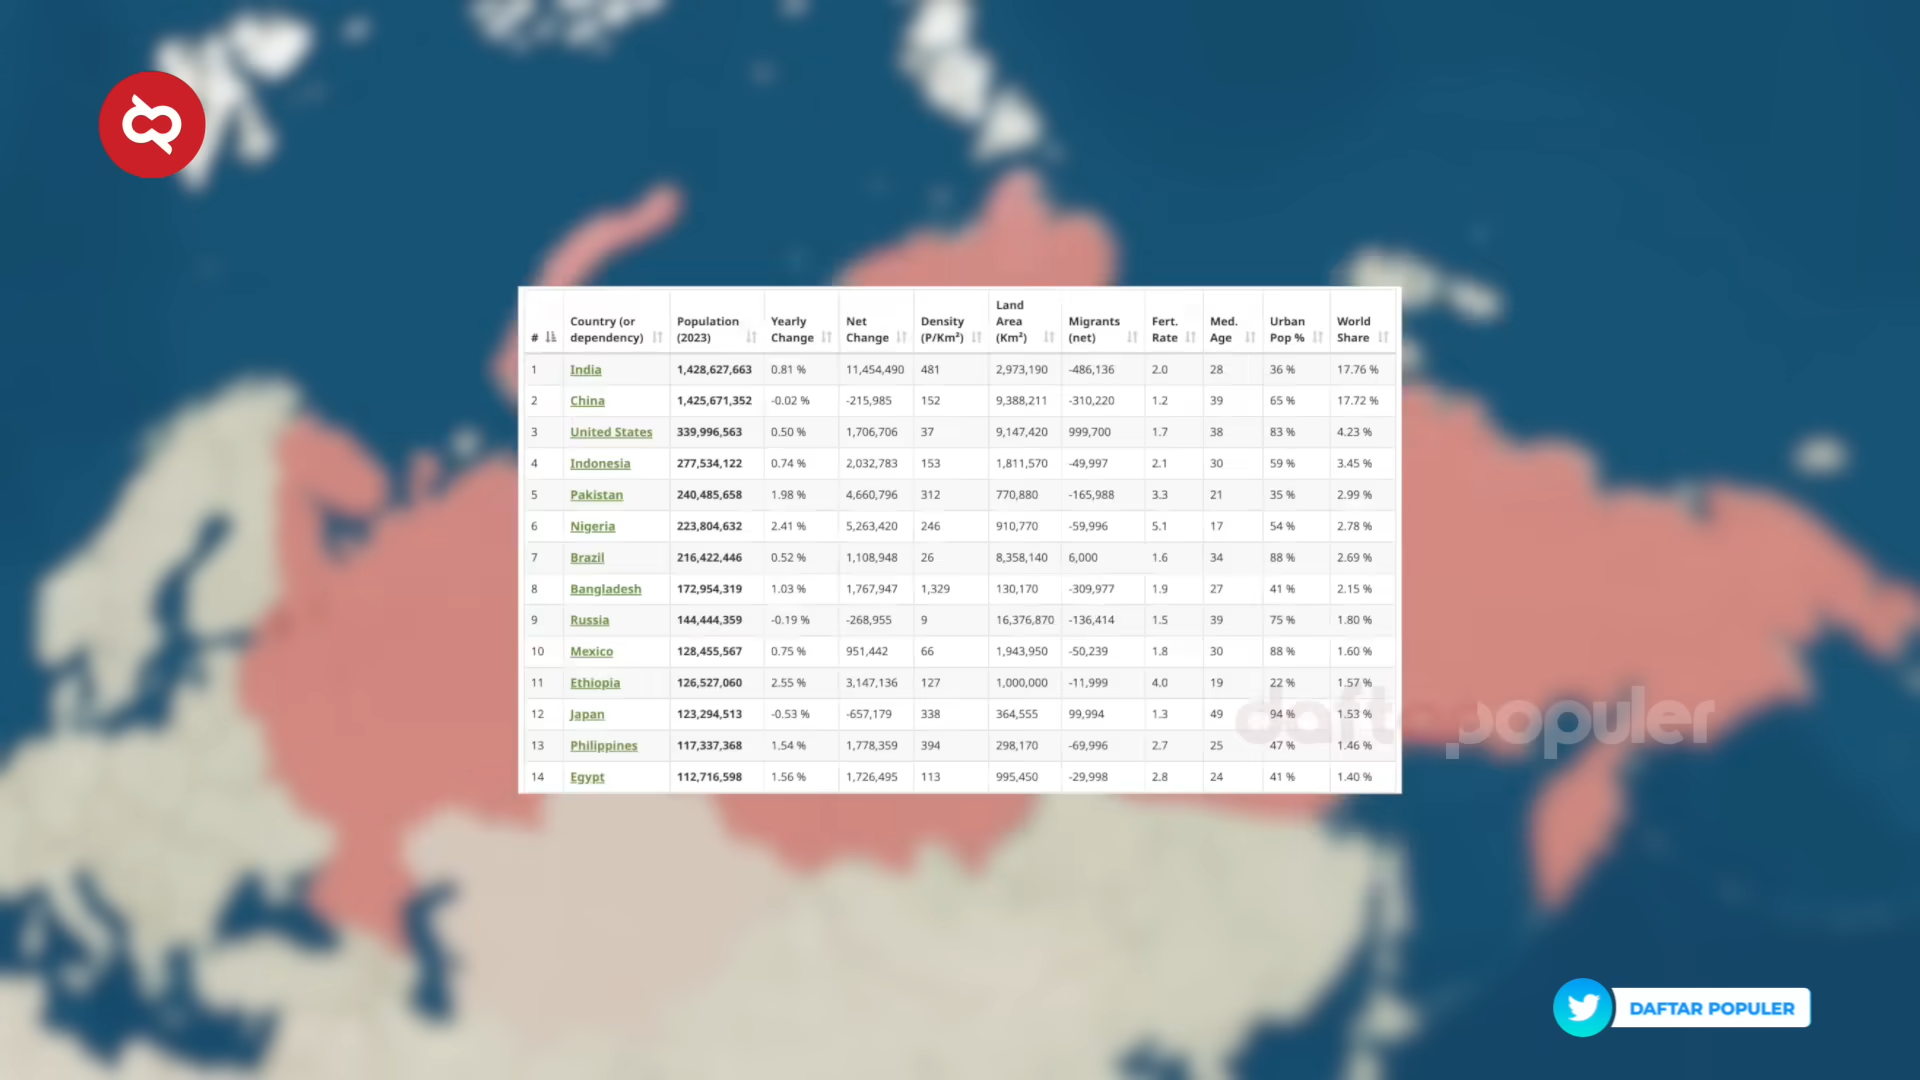 # Country (or dependency) Population (2023) Yearly Change Net Change Density (P/Km²) Land Area (Km²) Migrants (net) Fert. Rate Med. Age Urban Pop % World Share
1 India 1,428,627,663 0.81 % 11,454,490 481 2,973,190 -486,136 2.0 28 36 % 17.76 %
2 China 1,425,671,352 -0.02 % -215,985 152 9,388,211 -310,220 1.2 39 65 % 17.72 %
3 United States 339,996,563 0.50 % 1,706,706 37 9,147,420 999,700 1.7 38 83 % 4.23 %
4 Indonesia 277,534,122 0.74 % 2,032,783 153 1,811,570 -49,997 2.1 30 59 % 3.45 %
5 Pakistan 240,485,658 1.98 % 4,660,796 312 770,880 -165,988 3.3 21 35 % 2.99 %
6 Nigeria 223,804,632 2.41 % 5,263,420 246 910,770 -59,996 5.1 17 54 % 2.78 %
7 Brazil 216,422,446 0.52 % 1,108,948 26 8,358,140 6,000 1.6 34 88 % 2.69 %
8 Bangladesh 172,954,319 1.03 % 1,767,947 1,329 130,170 -309,977 1.9 27 41 % 2.15 %
9 Russia 144,444,359 -0.19 % -268,955 9 16,376,870 -136,414 1.5 39 75 % 1.80 %
10 Mexico 128,455,567 0.75 % 951,442 66 1,943,950 -50,239 1.8 30 88 % 1.60 %
11 Ethiopia 126,527,060 2.55 % 3,147,136 127 1,000,000 -11,999 4.0 19 22 % 1.57 %
12 Japan 123,294,513 -0.53 % -657,179 338 364,555 99,994 1.3 49 94 % 1.53 %
13 Philippines 117,337,368 1.54 % 1,778,359 394 298,170 -69,996 2.7 25 47 % 1.46 %
14 Egypt 112,716,598 1.56 % 1,726,495 113 995,450 -29,998 2.8 24 41 % 1.40 %
daftarpopuler
DAFTAR POPULER